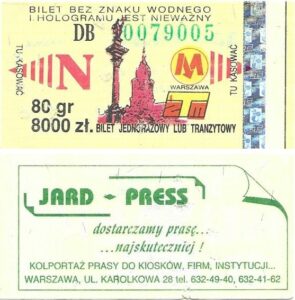 BILET BEZ ZNAKU WODNEGO
I HOLOGRAMU JEST NIEWAŻNY
DB 0079005
TU KASOWAĆ
N
M
WARSZAWA
ZTM
TU KASOWAĆ
80 gr
8000 zł.
BILET JEDNORAZOWY LUB TRANZYTOWY
JARD - PRESS
dostarczamy prasę...
...najskuteczniej !
KOLPORTAŻ PRASY DO KIOSKÓW, FIRM, INSTYTUCJI...
WARSZAWA, UL. KAROLKOWA 28 tel. 632-49-40, 632-41-62